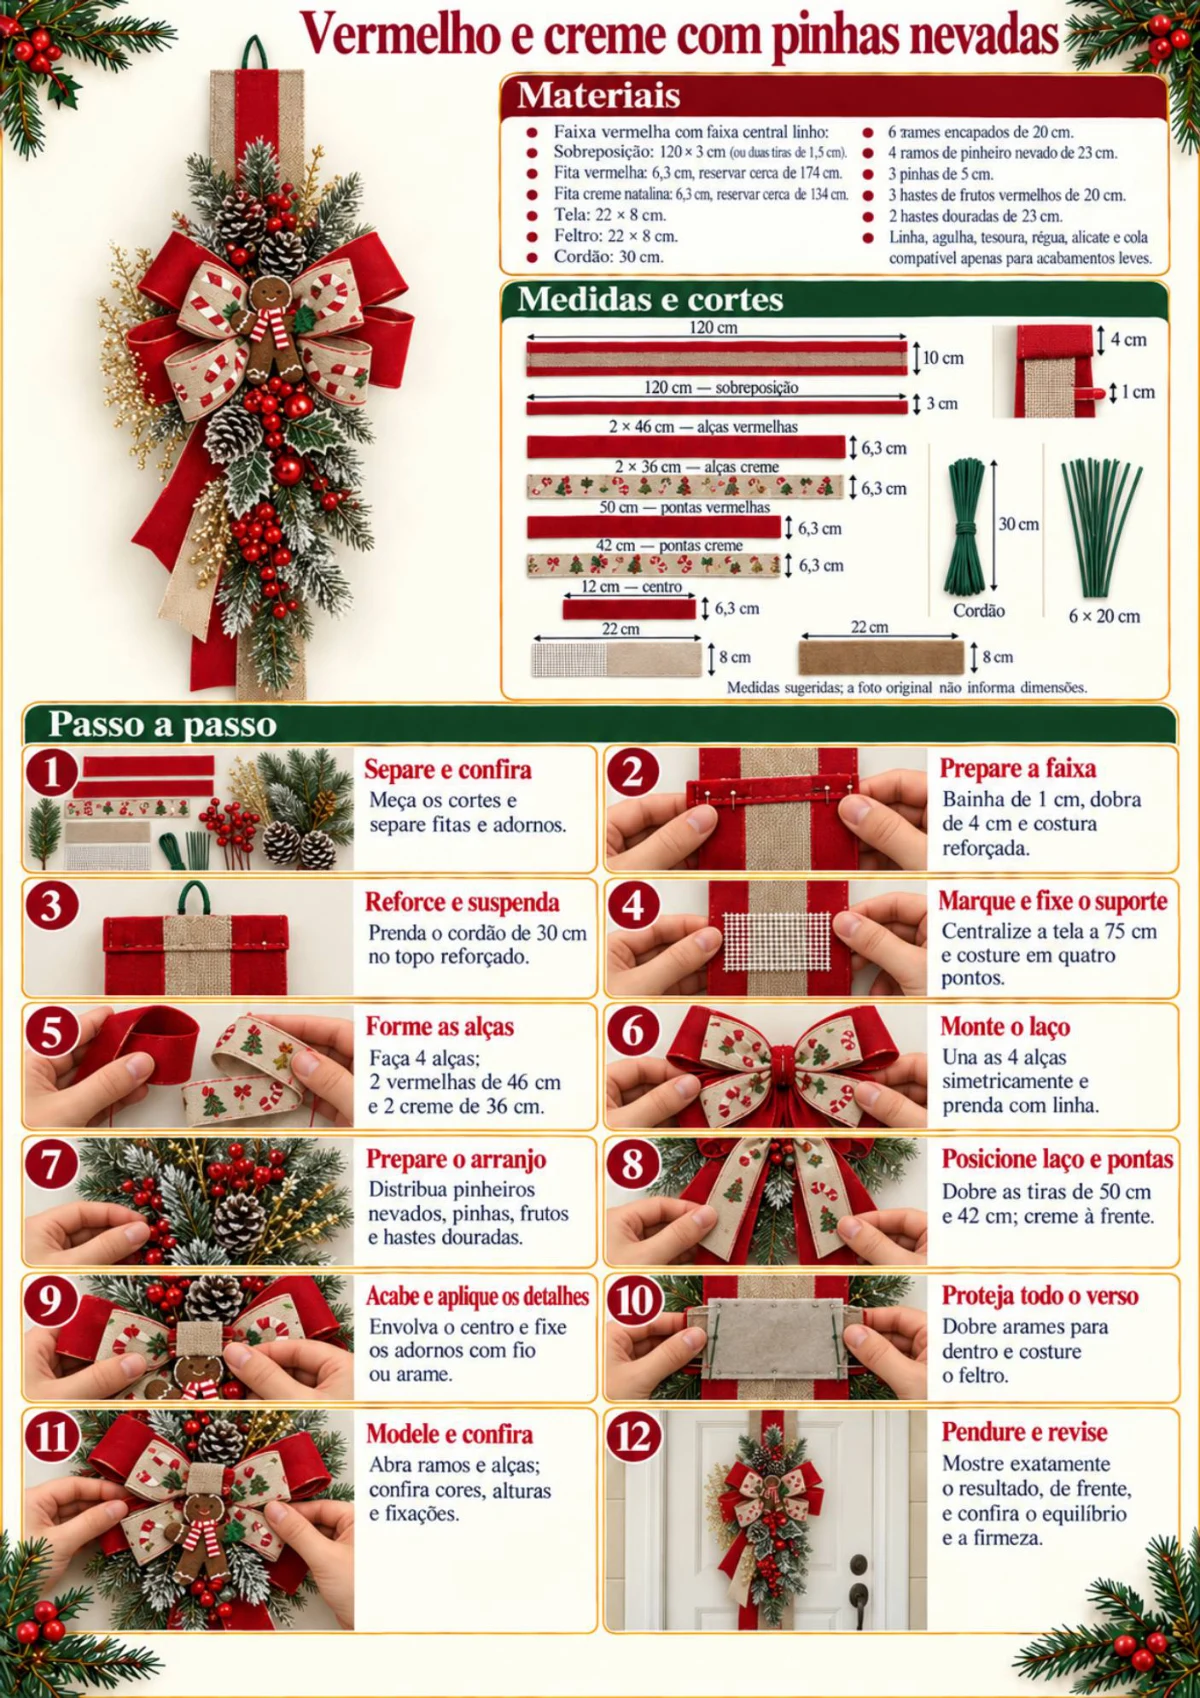 Vermelho e creme com pinhas nevadas
Materiais
Faixa vermelha com faixa central linho:
Sobreposição: 120 × 3 cm (ou duas tiras de 1,5 cm).
Fita vermelha: 6,3 cm, reservar cerca de 174 cm.
Fita creme natalina: 6,3 cm, reservar cerca de 134 cm.
Tela: 22 × 8 cm.
Feltro: 22 × 8 cm.
Cordão: 30 cm.
6 arames encapados de 20 cm.
4 ramos de pinheiro nevado de 23 cm.
3 pinhas de 5 cm.
3 hastes de frutos vermelhos de 20 cm.
2 hastes douradas de 23 cm.
Linha, agulha, tesoura, régua, alicate e cola
compatível apenas para acabamentos leves.
Medidas e cortes
120 cm
10 cm
120 cm — sobreposição
3 cm
2 × 46 cm — alças vermelhas
6,3 cm
2 × 36 cm — alças creme
6,3 cm
50 cm — pontas vermelhas
6,3 cm
42 cm — pontas creme
6,3 cm
12 cm — centro
6,3 cm
22 cm
8 cm
22 cm
8 cm
4 cm
1 cm
30 cm
Cordão
6 × 20 cm
Medidas sugeridas; a foto original não informa dimensões.
Passo a passo
1
Separe e confira
Meça os cortes e
separe fitas e adornos.
2
Prepare a faixa
Bainha de 1 cm, dobra
de 4 cm e costura
reforçada.
3
Reforce e suspenda
Prenda o cordão de 30 cm
no topo reforçado.
4
Marque e fixe o suporte
Centralize a tela a 75 cm
e costure em quatro
pontos.
5
Forme as alças
Faça 4 alças;
2 vermelhas de 46 cm
e 2 creme de 36 cm.
6
Monte o laço
Una as 4 alças
simetricamente e
prenda com linha.
7
Prepare o arranjo
Distribua pinheiros
nevados, pinhas, frutos
e hastes douradas.
8
Posicione laço e pontas
Dobre as tiras de 50 cm
e 42 cm; creme à frente.
9
Acabe e aplique os detalhes
Envolva o centro e fixe
os adornos com fio
ou arame.
10
Proteja todo o verso
Dobre arames para
dentro e costure
o feltro.
11
Modele e confira
Abra ramos e alças;
confira cores, alturas
e fixações.
12
Pendure e revise
Mostre exatamente
o resultado, de frente,
e confira o equilíbrio
e a firmeza.